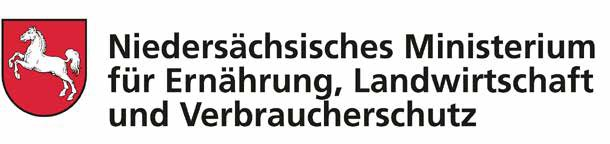 Niedersächsisches Ministerium
für Ernährung, Landwirtschaft
und Verbraucherschutz